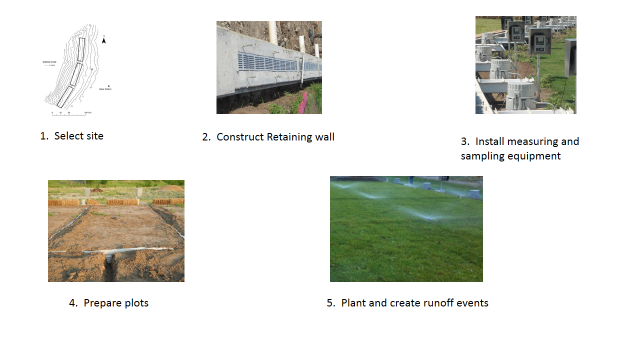 1. Select site
2. Construct Retaining wall
3. Install measuring and
sampling equipment
4. Prepare plots
5. Plant and create runoff events